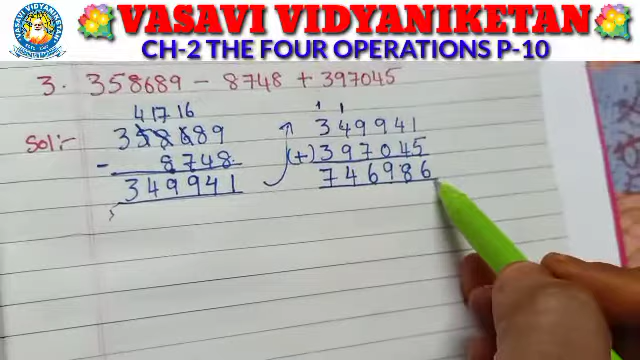 VASAVI VIDYANIKETAN
CH-2 THE FOUR OPERATIONS P-10
3. 358689 - 8748 + 397045
4 17 16
Sol:-
358689
- 8748
349941
1 1
349941
(+) 397045
746986